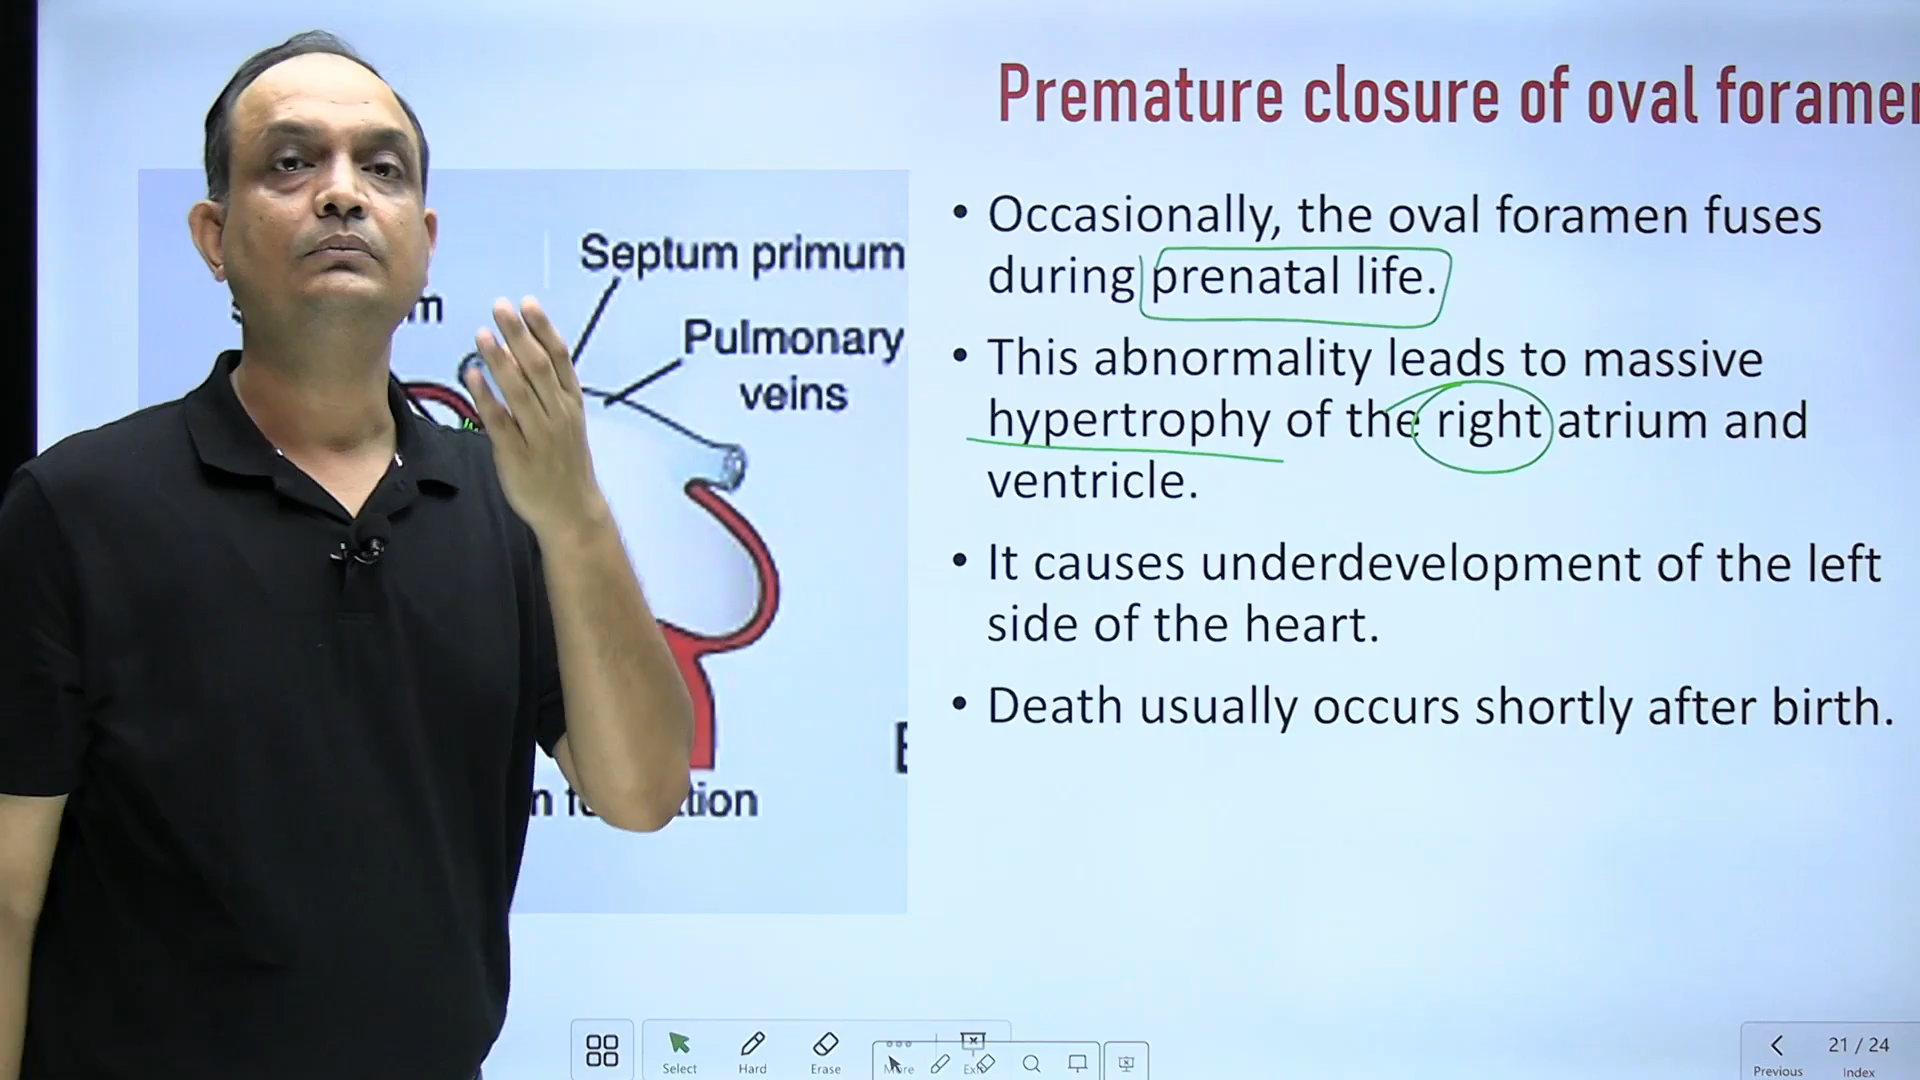 Premature closure of oval foramen
• Occasionally, the oval foramen fuses
during prenatal life.
• This abnormality leads to massive
hypertrophy of the right atrium and
ventricle.
• It causes underdevelopment of the left
side of the heart.
• Death usually occurs shortly after birth.
Septum primum
Pulmonary
veins
Select
Hard
Erase
More
21 / 24
Previous
Index